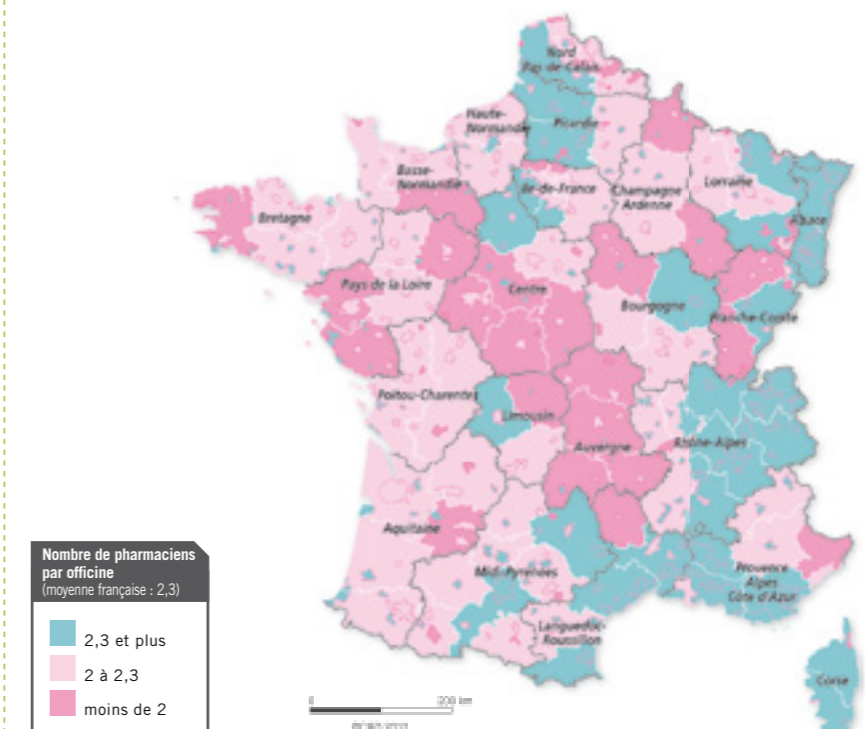 Nord
Pas-de-Calais
Haute-
Normandie
Picardie
Basse-
Normandie
Ile-de-France
Champagne
Ardenne
Lorraine
Alsace
Bretagne
Pays de la Loire
Centre
Bourgogne
Franche-Comté
Poitou-Charentes
Limousin
Auvergne
Rhône-Alpes
Aquitaine
Midi-Pyrénées
Provence
Alpes
Côte d'Azur
Languedoc-
Roussillon
Corse
Nombre de pharmaciens
par officine
(moyenne française : 2,3)
2,3 et plus
2 à 2,3
moins de 2
0
200 km